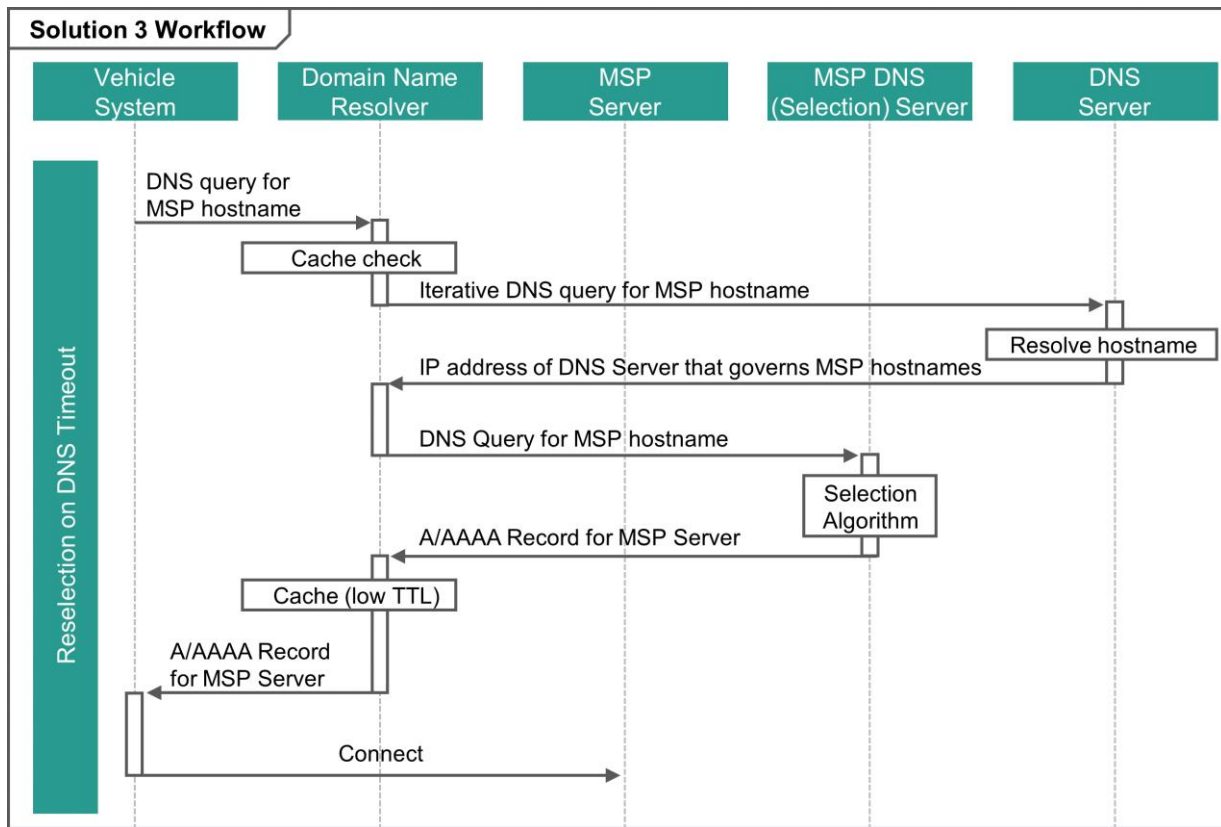 Solution 3 Workflow
Vehicle
System
Domain Name
Resolver
MSP
Server
MSP DNS
(Selection) Server
DNS
Server
Reselection on DNS Timeout
DNS query for
MSP hostname
Cache check
Iterative DNS query for MSP hostname
Resolve hostname
IP address of DNS Server that governs MSP hostnames
DNS Query for MSP hostname
Selection
Algorithm
A/AAAA Record for MSP Server
Cache (low TTL)
A/AAAA Record
for MSP Server
Connect